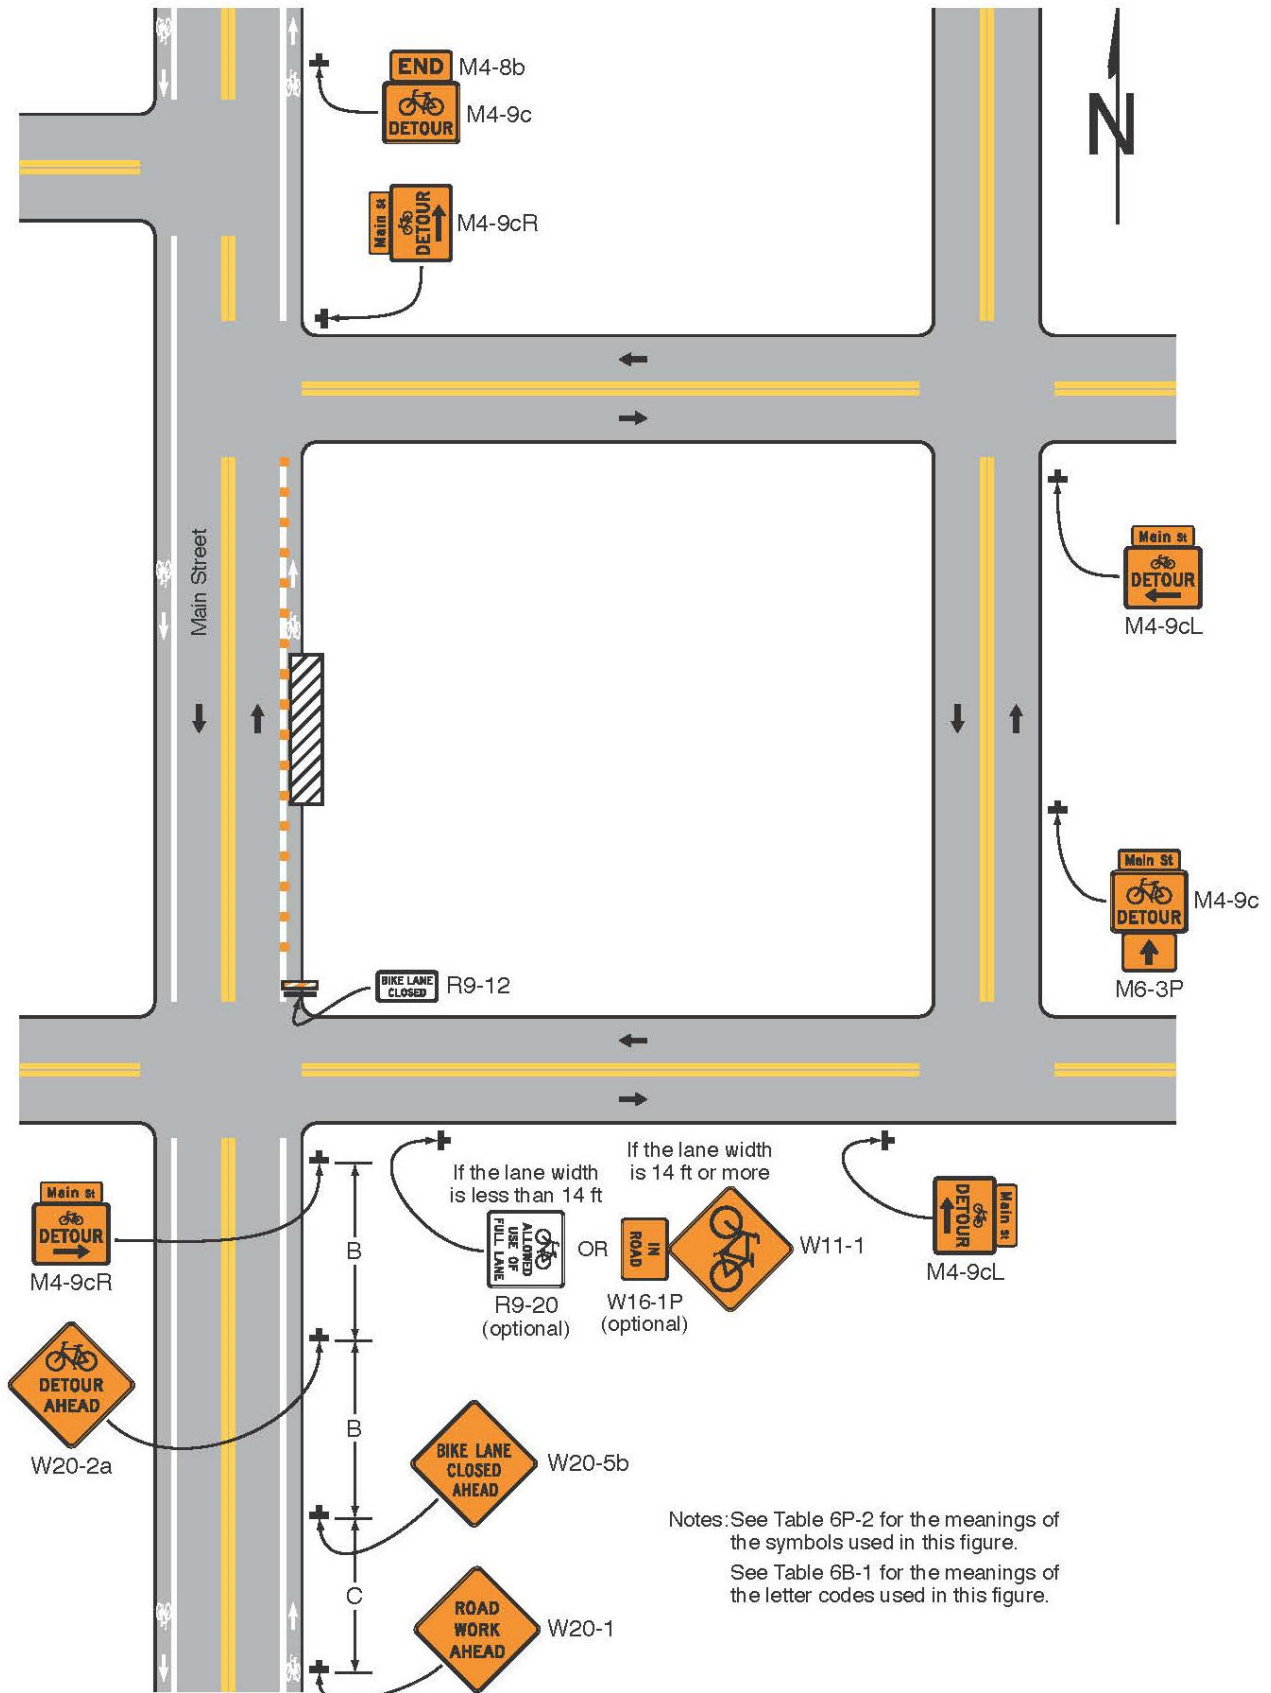 END
M4-8b
DETOUR
M4-9c
N
Main St
DETOUR
M4-9cR
Main Street
Main St
DETOUR
M4-9cL
Main St
DETOUR
M4-9c
M6-3P
BIKE LANE
CLOSED
R9-12
Main St
DETOUR
M4-9cR
If the lane width
is less than 14 ft
ALLOWED
USE OF
FULL LANE
R9-20
(optional)
OR
If the lane width
is 14 ft or more
IN
ROAD
W16-1P
(optional)
W11-1
Main St
DETOUR
M4-9cL
B
DETOUR
AHEAD
W20-2a
B
BIKE LANE
CLOSED
AHEAD
W20-5b
C
ROAD
WORK
AHEAD
W20-1
Notes: See Table 6P-2 for the meanings of
the symbols used in this figure.
See Table 6B-1 for the meanings of
the letter codes used in this figure.